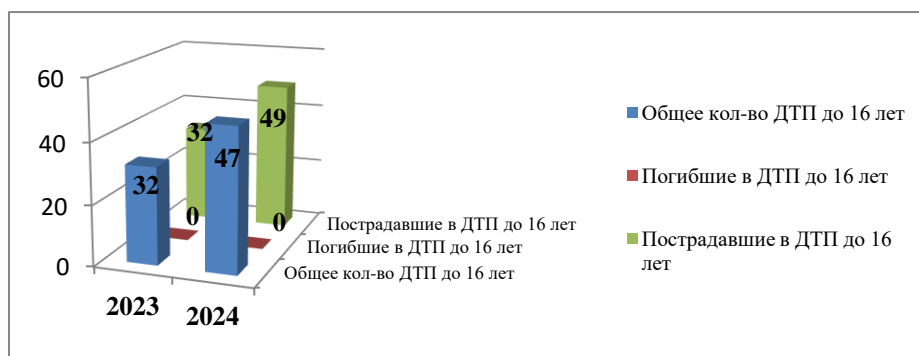 60
40
20
0
32
0
32
47
0
49
2023
2024
Пострадавшие в ДТП до 16 лет
Погибшие в ДТП до 16 лет
Общее кол-во ДТП до 16 лет
Общее кол-во ДТП до 16 лет
Погибшие в ДТП до 16 лет
Пострадавшие в ДТП до 16
лет